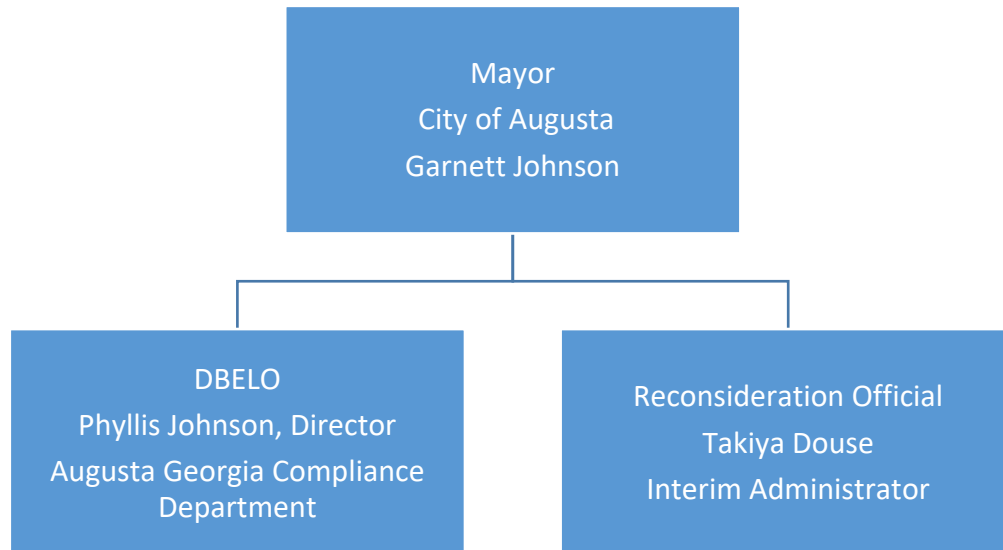 Mayor
City of Augusta
Garnett Johnson
DBELO
Phyllis Johnson, Director
Augusta Georgia Compliance
Department
Reconsideration Official
Takiya Douse
Interim Administrator